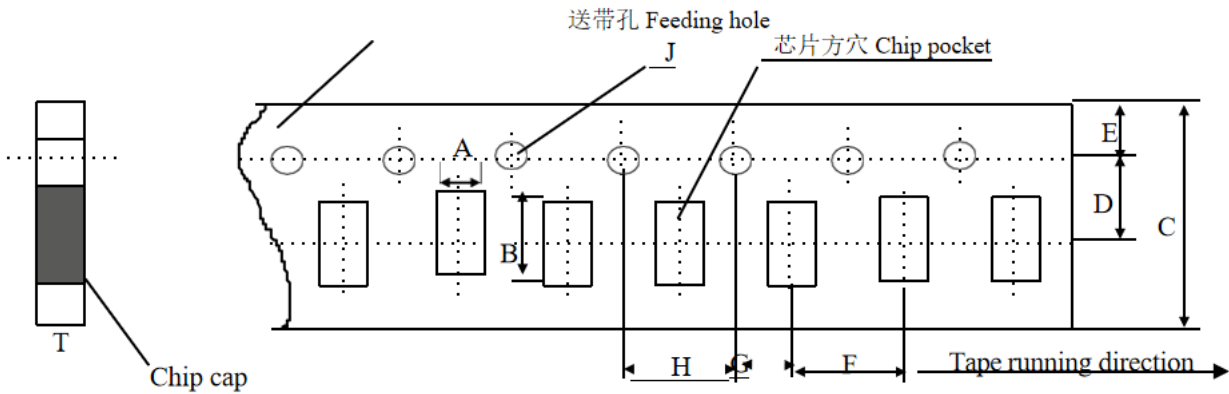 送带孔 Feeding hole
J
芯片方穴 Chip pocket
A
E
D
C
B
T
H
G
F
Tape running direction
Chip cap